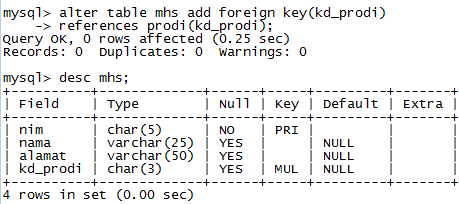 mysql> alter table mhs add foreign key(kd_prodi)
    -> references prodi(kd_prodi);
Query OK, 0 rows affected (0.25 sec)
Records: 0  Duplicates: 0  Warnings: 0

mysql> desc mhs;
+----------+-------------+------+-----+---------+-------+
| Field    | Type        | Null | Key | Default | Extra |
+----------+-------------+------+-----+---------+-------+
| nim      | char(5)     | NO   | PRI |         |       |
| nama     | varchar(25) | YES  |     | NULL    |       |
| alamat   | varchar(50) | YES  |     | NULL    |       |
| kd_prodi | char(3)     | YES  | MUL | NULL    |       |
+----------+-------------+------+-----+---------+-------+
4 rows in set (0.00 sec)